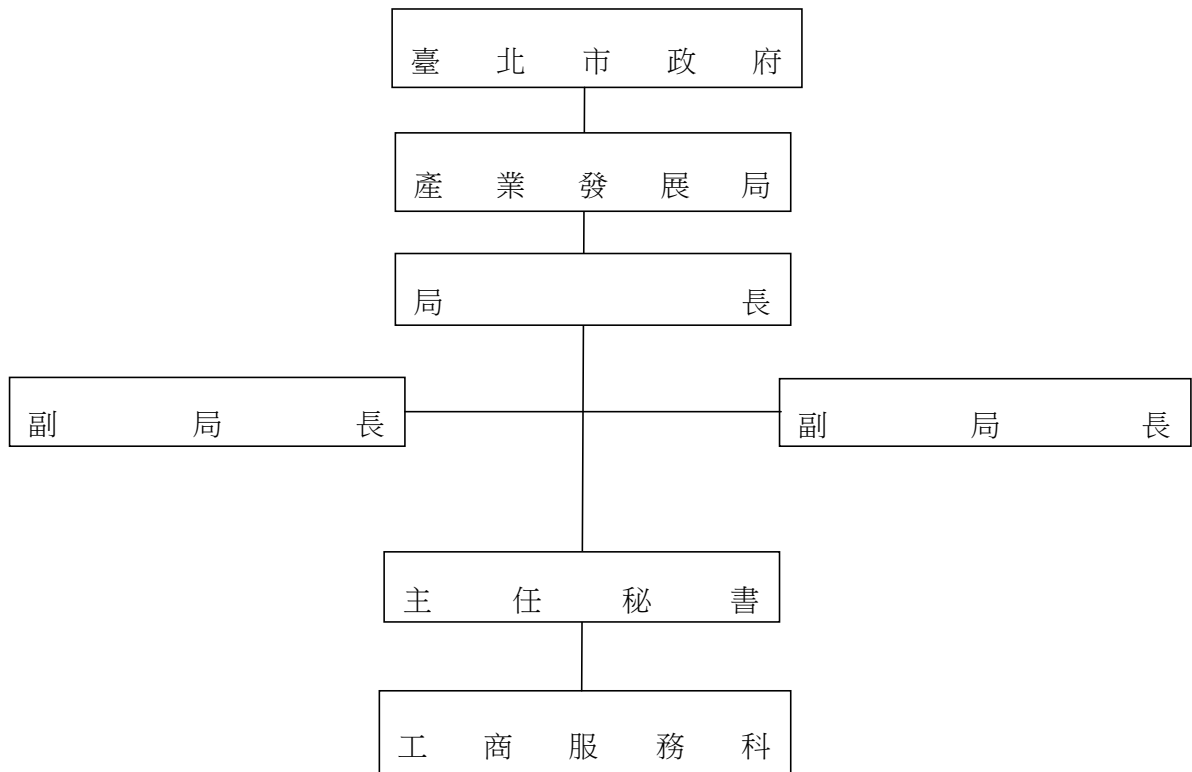 臺北市政府
產業發展局
局長
副局長
副局長
主任秘書
工商服務科